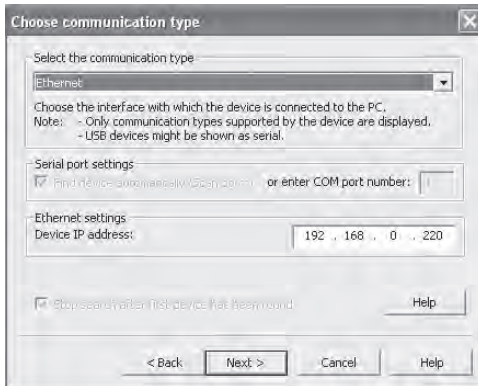 Choose communication type
Select the communication type
Ethernet
Choose the interface with which the device is connected to the PC.
Note: - Only communication types supported by the device are displayed.
- USB devices might be shown as serial.
Serial port settings
Find device automatically (Scan ports) or enter COM port number: 1
Ethernet settings
Device IP address: 192 . 168 . 0 . 220
Stop search after first device has been found
Help
< Back Next > Cancel Help